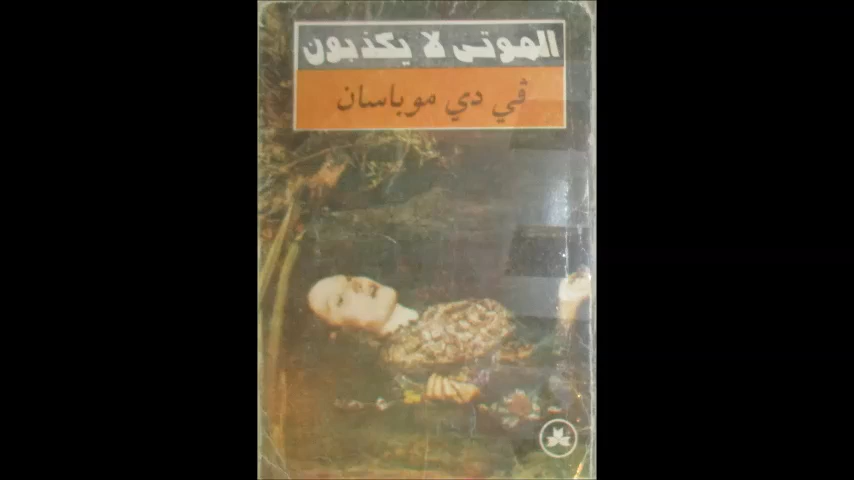 الموتى لا يكذبون
ڤي دي موباسان